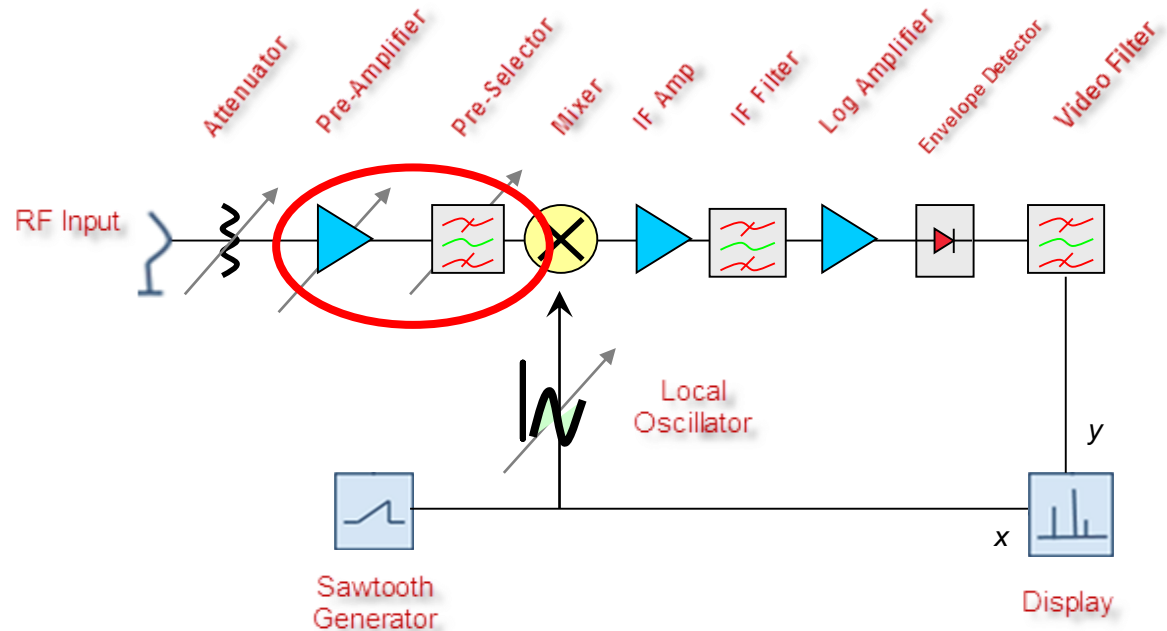 Attenuator
Pre-Amplifier
Pre-Selector
Mixer
IF Amp
IF Filter
Log Amplifier
Envelope Detector
Video Filter
RF Input
Local
Oscillator
y
x
Sawtooth
Generator
Display